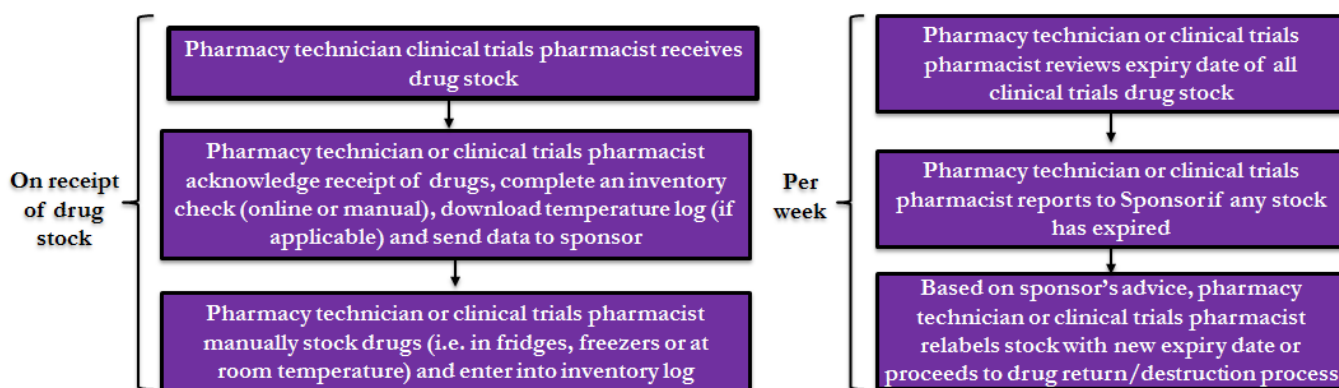 On receipt
of drug
stock
Pharmacy technician clinical trials pharmacist receives
drug stock
Pharmacy technician or clinical trials pharmacist
acknowledge receipt of drugs, complete an inventory
check (online or manual), download temperature log (if
applicable) and send data to sponsor
Pharmacy technician or clinical trials pharmacist
manually stock drugs (i.e. in fridges, freezers or at
room temperature) and enter into inventory log
Per
week
Pharmacy technician or clinical trials
pharmacist reviews expiry date of all
clinical trials drug stock
Pharmacy technician or clinical trials
pharmacist reports to Sponsor if any stock
has expired
Based on sponsor's advice, pharmacy
technician or clinical trials pharmacist
relabels stock with new expiry date or
proceeds to drug return/destruction process